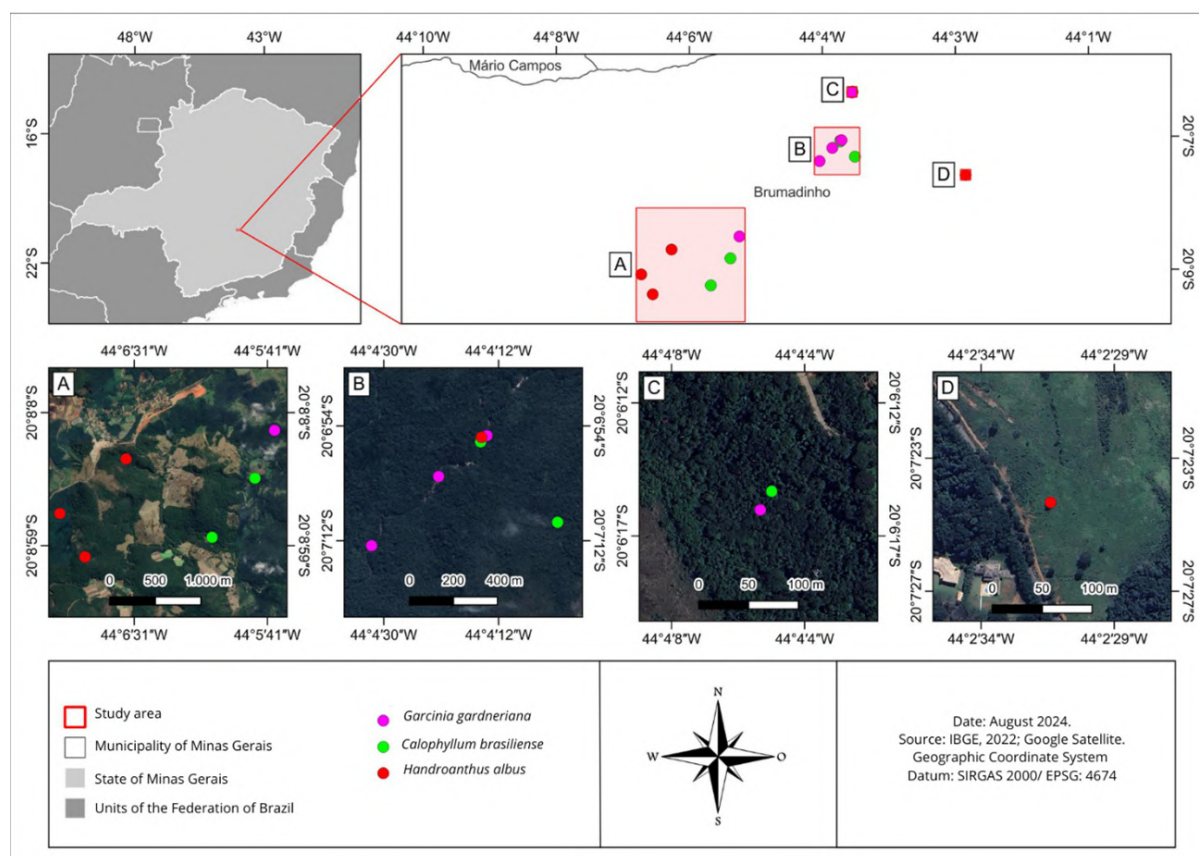 48°W 43°W
16°S
22°S
44°10'W 44°8'W 44°6'W 44°4'W 44°3'W 44°1'W
20°7'S
20°9'S
Mário Campos
Brumadinho
A
B
C
D
44°6'31"W 44°5'41"W
20°8'8"S
20°8'59"S
A
0 500 1.000 m
20°8'8"S
20°8'59"S
44°6'31"W 44°5'41"W
44°4'30"W 44°4'12"W
20°6'54"S
20°7'12"S
B
0 200 400 m
20°6'54"S
20°7'12"S
44°4'30"W 44°4'12"W
44°4'8"W 44°4'4"W
20°6'12"S
20°6'17"S
C
0 50 100 m
20°6'12"S
20°6'17"S
44°4'8"W 44°4'4"W
44°2'34"W 44°2'29"W
20°7'23"S
20°7'27"S
D
0 50 100 m
20°7'23"S
20°7'27"S
44°2'34"W 44°2'29"W
Study area
Municipality of Minas Gerais
State of Minas Gerais
Units of the Federation of Brazil
Garcinia gardneriana
Calophyllum brasiliense
Handroanthus albus
N
W O
S
Date: August 2024.
Source: IBGE, 2022; Google Satellite.
Geographic Coordinate System
Datum: SIRGAS 2000/ EPSG: 4674